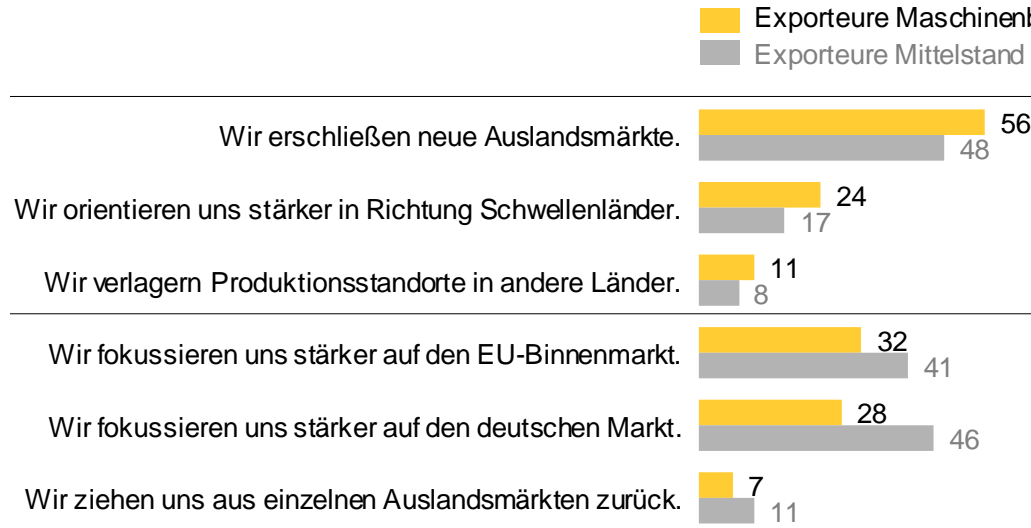 Exporteure Maschinenb
Exporteure Mittelstand
Wir erschließen neue Auslandsmärkte.
56
48
Wir orientieren uns stärker in Richtung Schwellenländer.
24
17
Wir verlagern Produktionsstandorte in andere Länder.
11
8
Wir fokussieren uns stärker auf den EU-Binnenmarkt.
32
41
Wir fokussieren uns stärker auf den deutschen Markt.
28
46
Wir ziehen uns aus einzelnen Auslandsmärkten zurück.
7
11